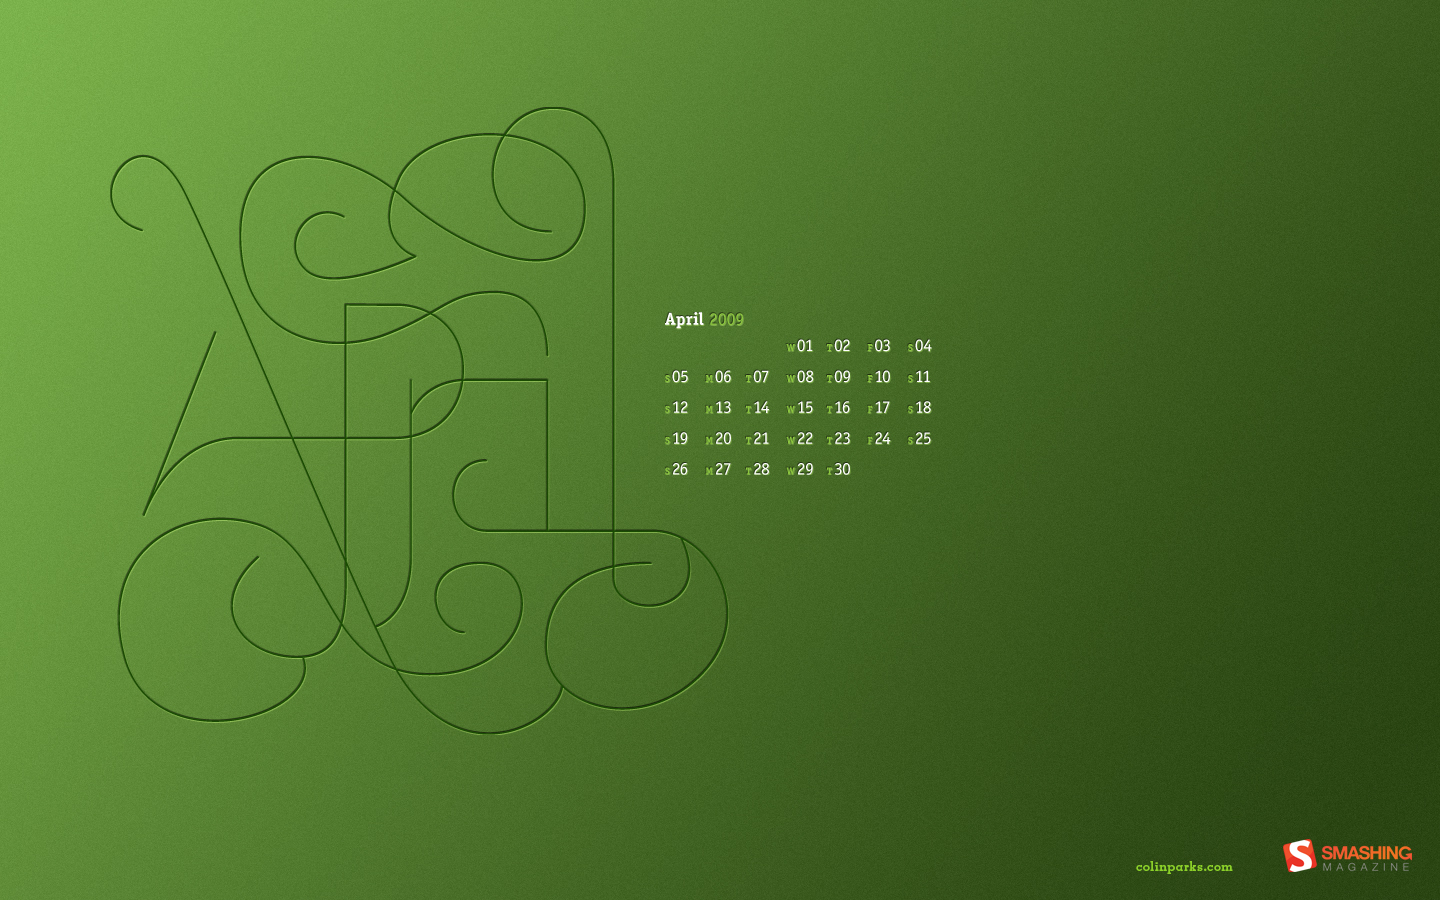 April
April 2009
W01 T02 F03 S04
S05 M06 T07 W08 T09 F10 S11
S12 M13 T14 W15 T16 F17 S18
S19 M20 T21 W22 T23 F24 S25
S26 M27 T28 W29 T30
colinparks.com
SMASHING
MAGAZINE